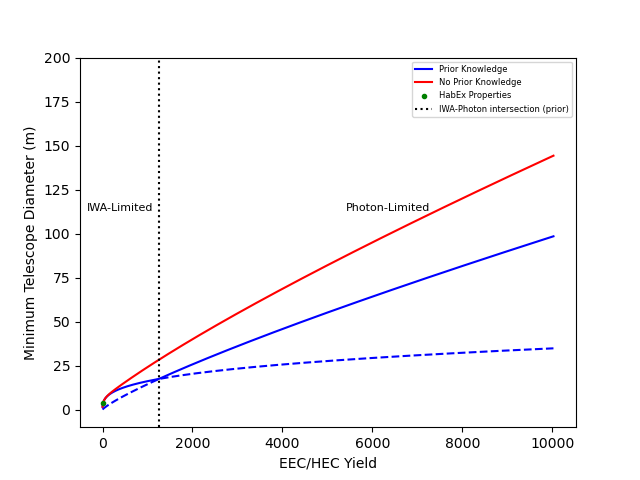 200
175
150
125
100
75
50
25
0
Minimum Telescope Diameter (m)
Prior Knowledge
No Prior Knowledge
HabEx Properties
IWA-Photon intersection (prior)
IWA-Limited
Photon-Limited
0
2000
4000
6000
8000
10000
EEC/HEC Yield